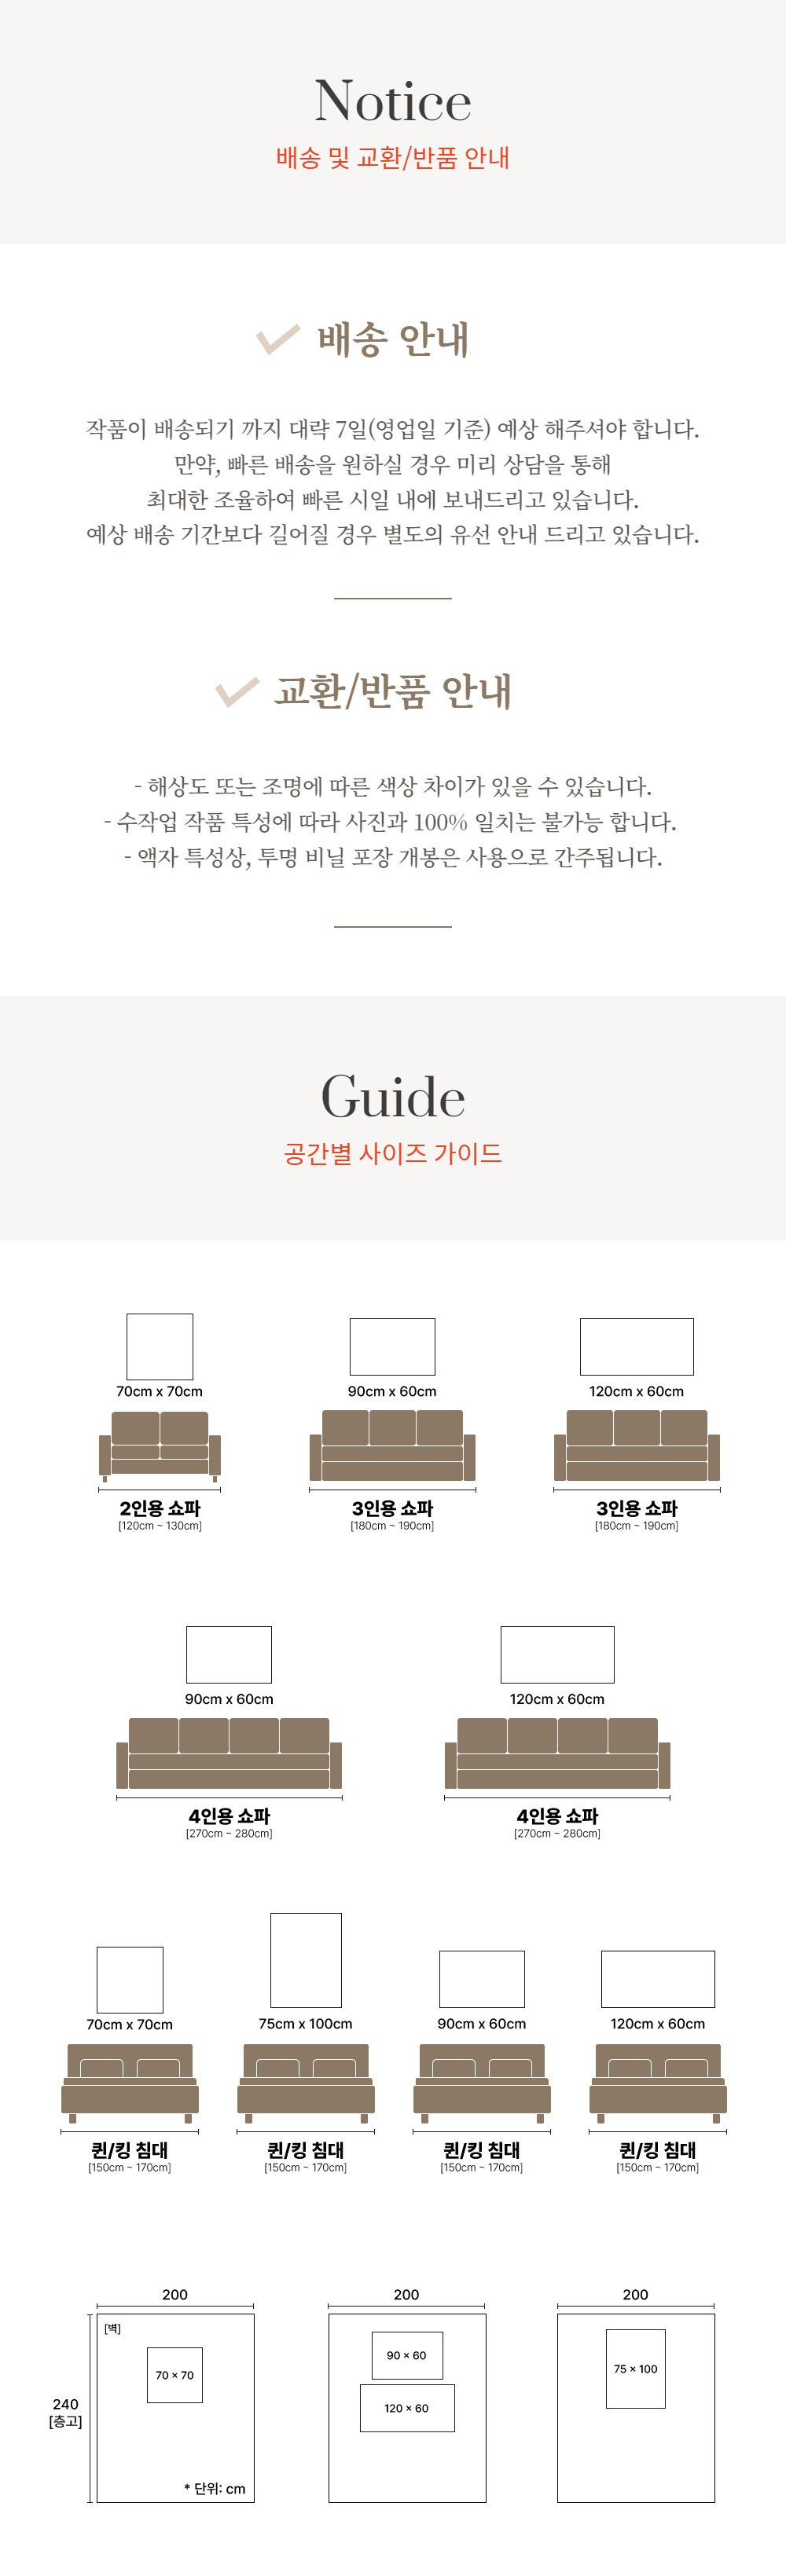 Notice
배송 및 교환/반품 안내
배송 안내
작품이 배송되기 까지 대략 7일(영업일 기준) 예상 해주셔야 합니다.
만약, 빠른 배송을 원하실 경우 미리 상담을 통해
최대한 조율하여 빠른 시일 내에 보내드리고 있습니다.
예상 배송 기간보다 길어질 경우 별도의 유선 안내 드리고 있습니다.
교환/반품 안내
- 해상도 또는 조명에 따른 색상 차이가 있을 수 있습니다.
- 수작업 작품 특성에 따라 사진과 100% 일치는 불가능 합니다.
- 액자 특성상, 투명 비닐 포장 개봉은 사용으로 간주됩니다.
Guide
공간별 사이즈 가이드
70cm x 70cm
90cm x 60cm
120cm x 60cm
2인용 쇼파
3인용 쇼파
3인용 쇼파
[120cm ~ 130cm]
[180cm ~ 190cm]
[180cm ~ 190cm]
90cm x 60cm
120cm x 60cm
4인용 쇼파
4인용 쇼파
[270cm ~ 280cm]
[270cm ~ 280cm]
70cm x 70cm
75cm x 100cm
90cm x 60cm
120cm x 60cm
퀸/킹 침대
퀸/킹 침대
퀸/킹 침대
퀸/킹 침대
[150cm ~ 170cm]
[150cm ~ 170cm]
[150cm ~ 170cm]
[150cm ~ 170cm]
200
200
200
[벽]
70 × 70
90 × 60
75 × 100
120 × 60
240
[층고]
* 단위: cm